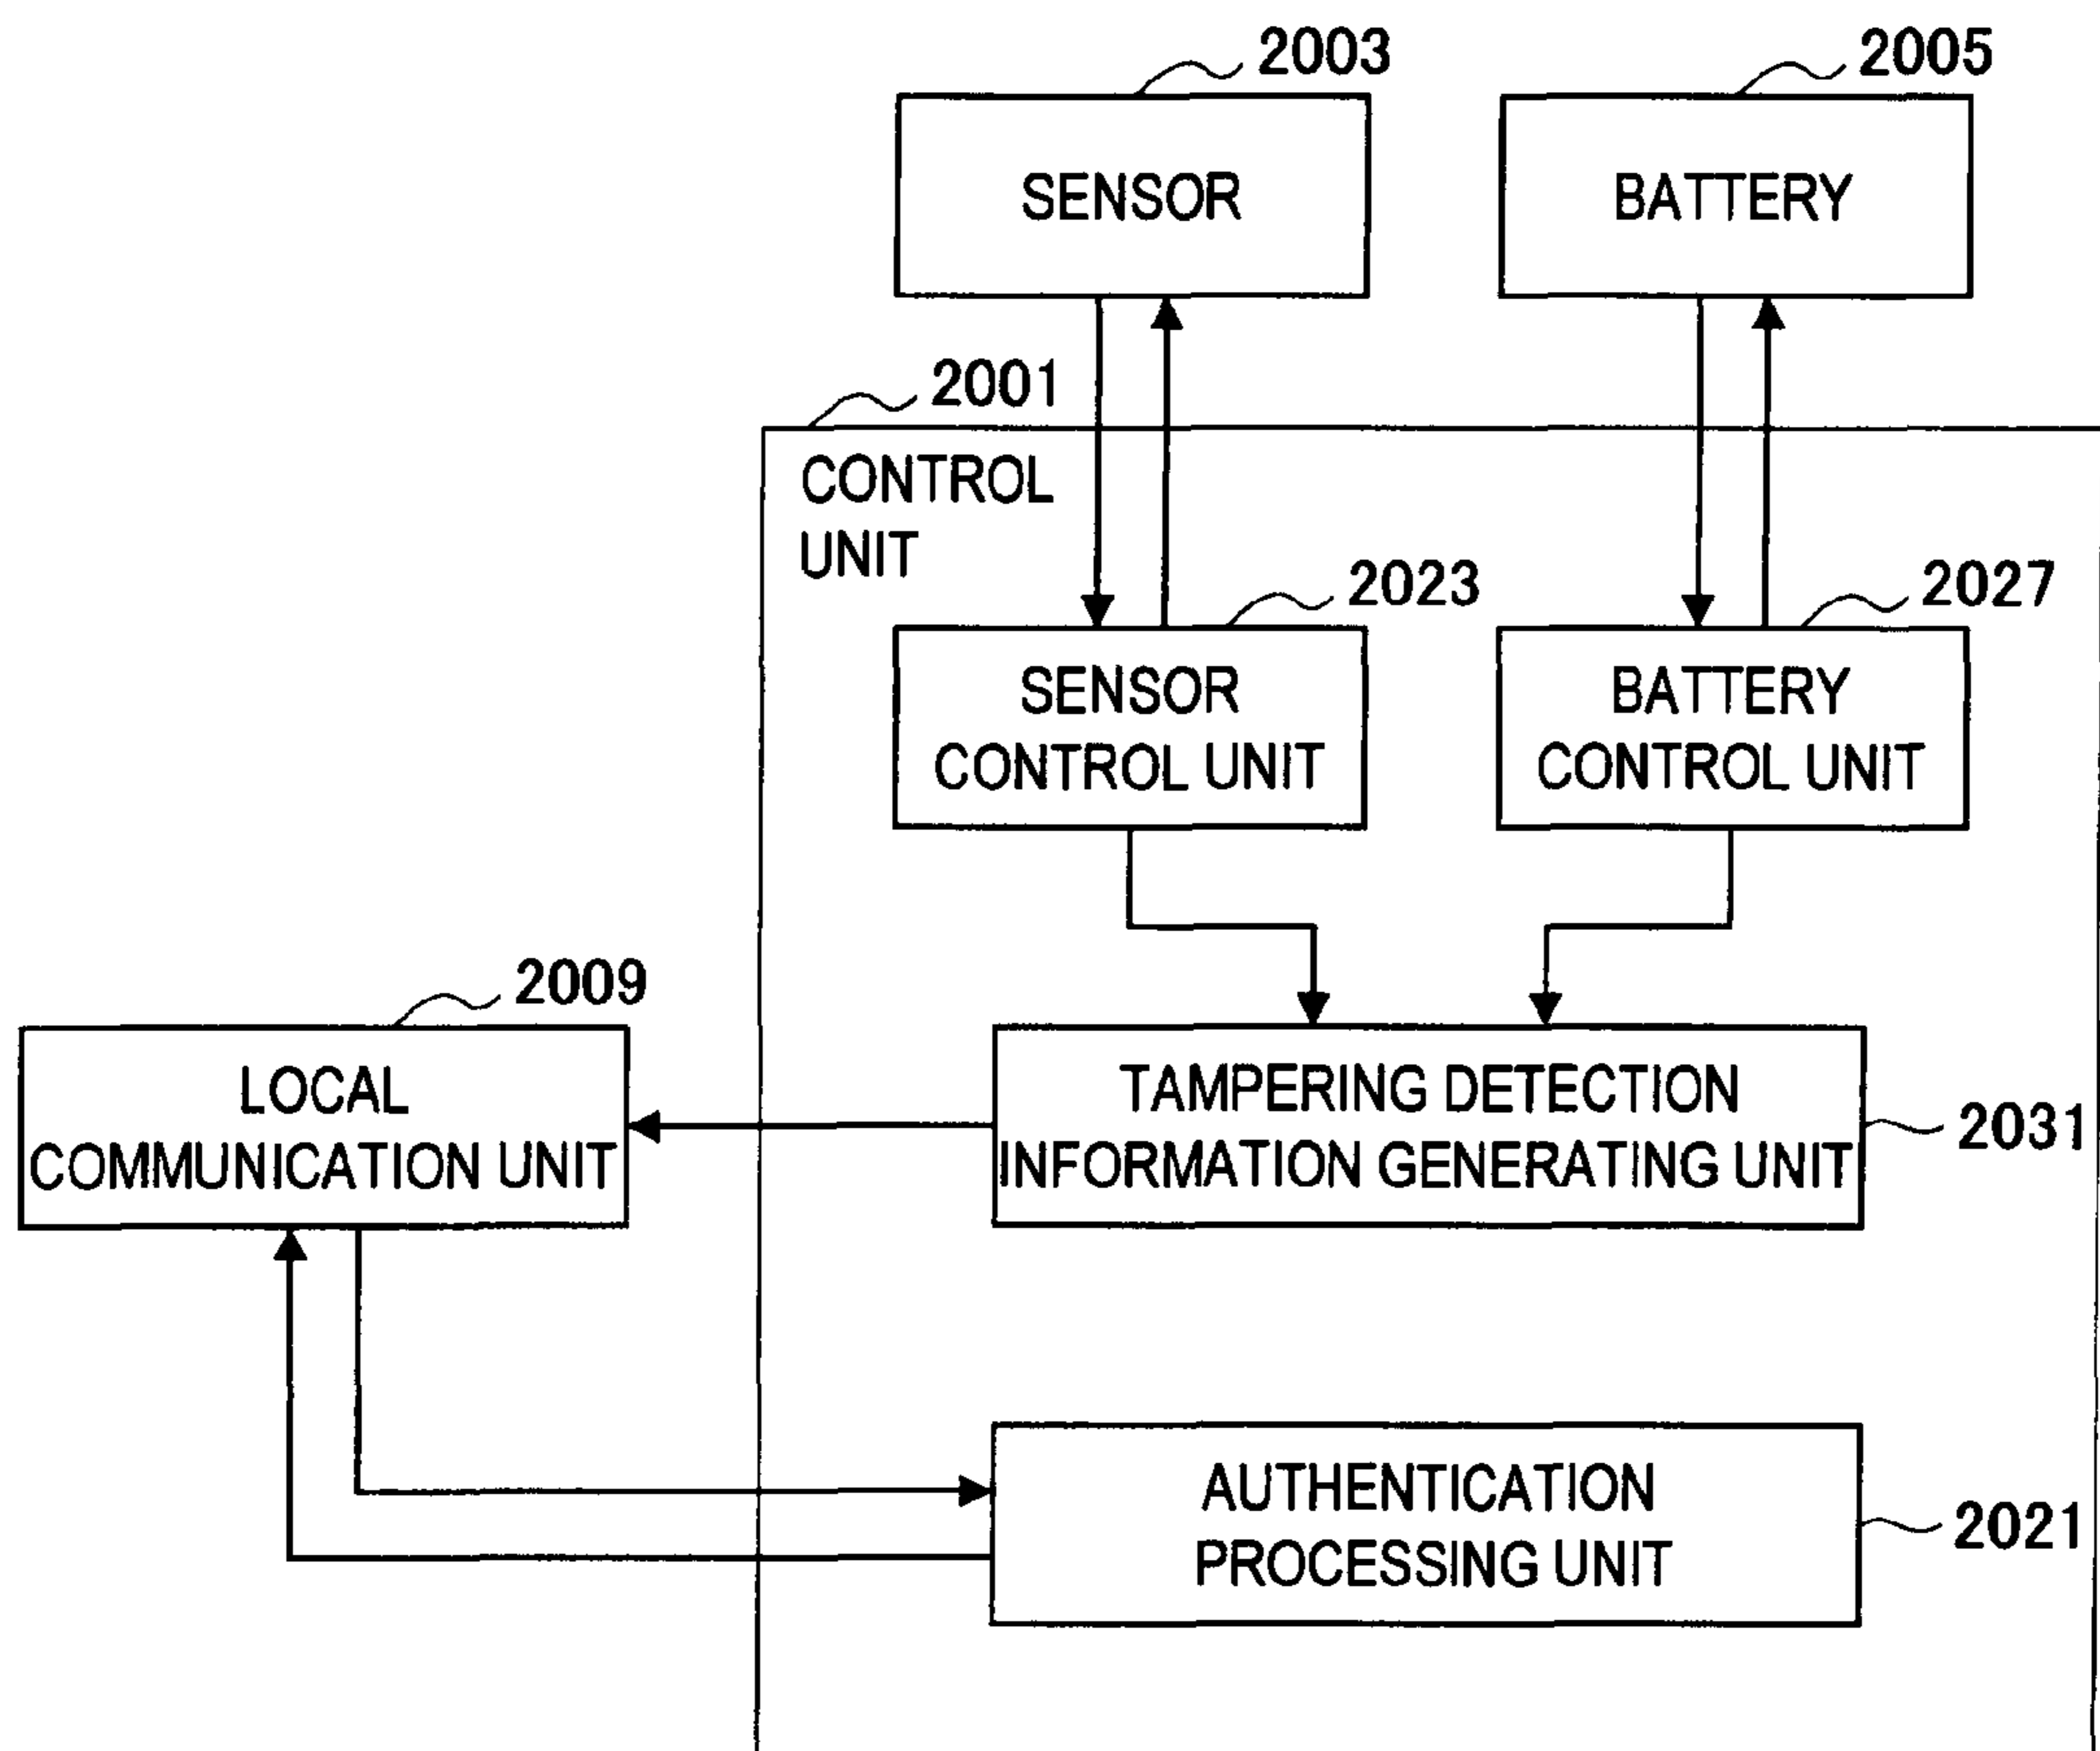 2003
2005
SENSOR
BATTERY
2001
CONTROL
UNIT
2023
2027
SENSOR
CONTROL UNIT
BATTERY
CONTROL UNIT
2009
LOCAL
COMMUNICATION UNIT
TAMPERING DETECTION
INFORMATION GENERATING UNIT
2031
AUTHENTICATION
PROCESSING UNIT
2021